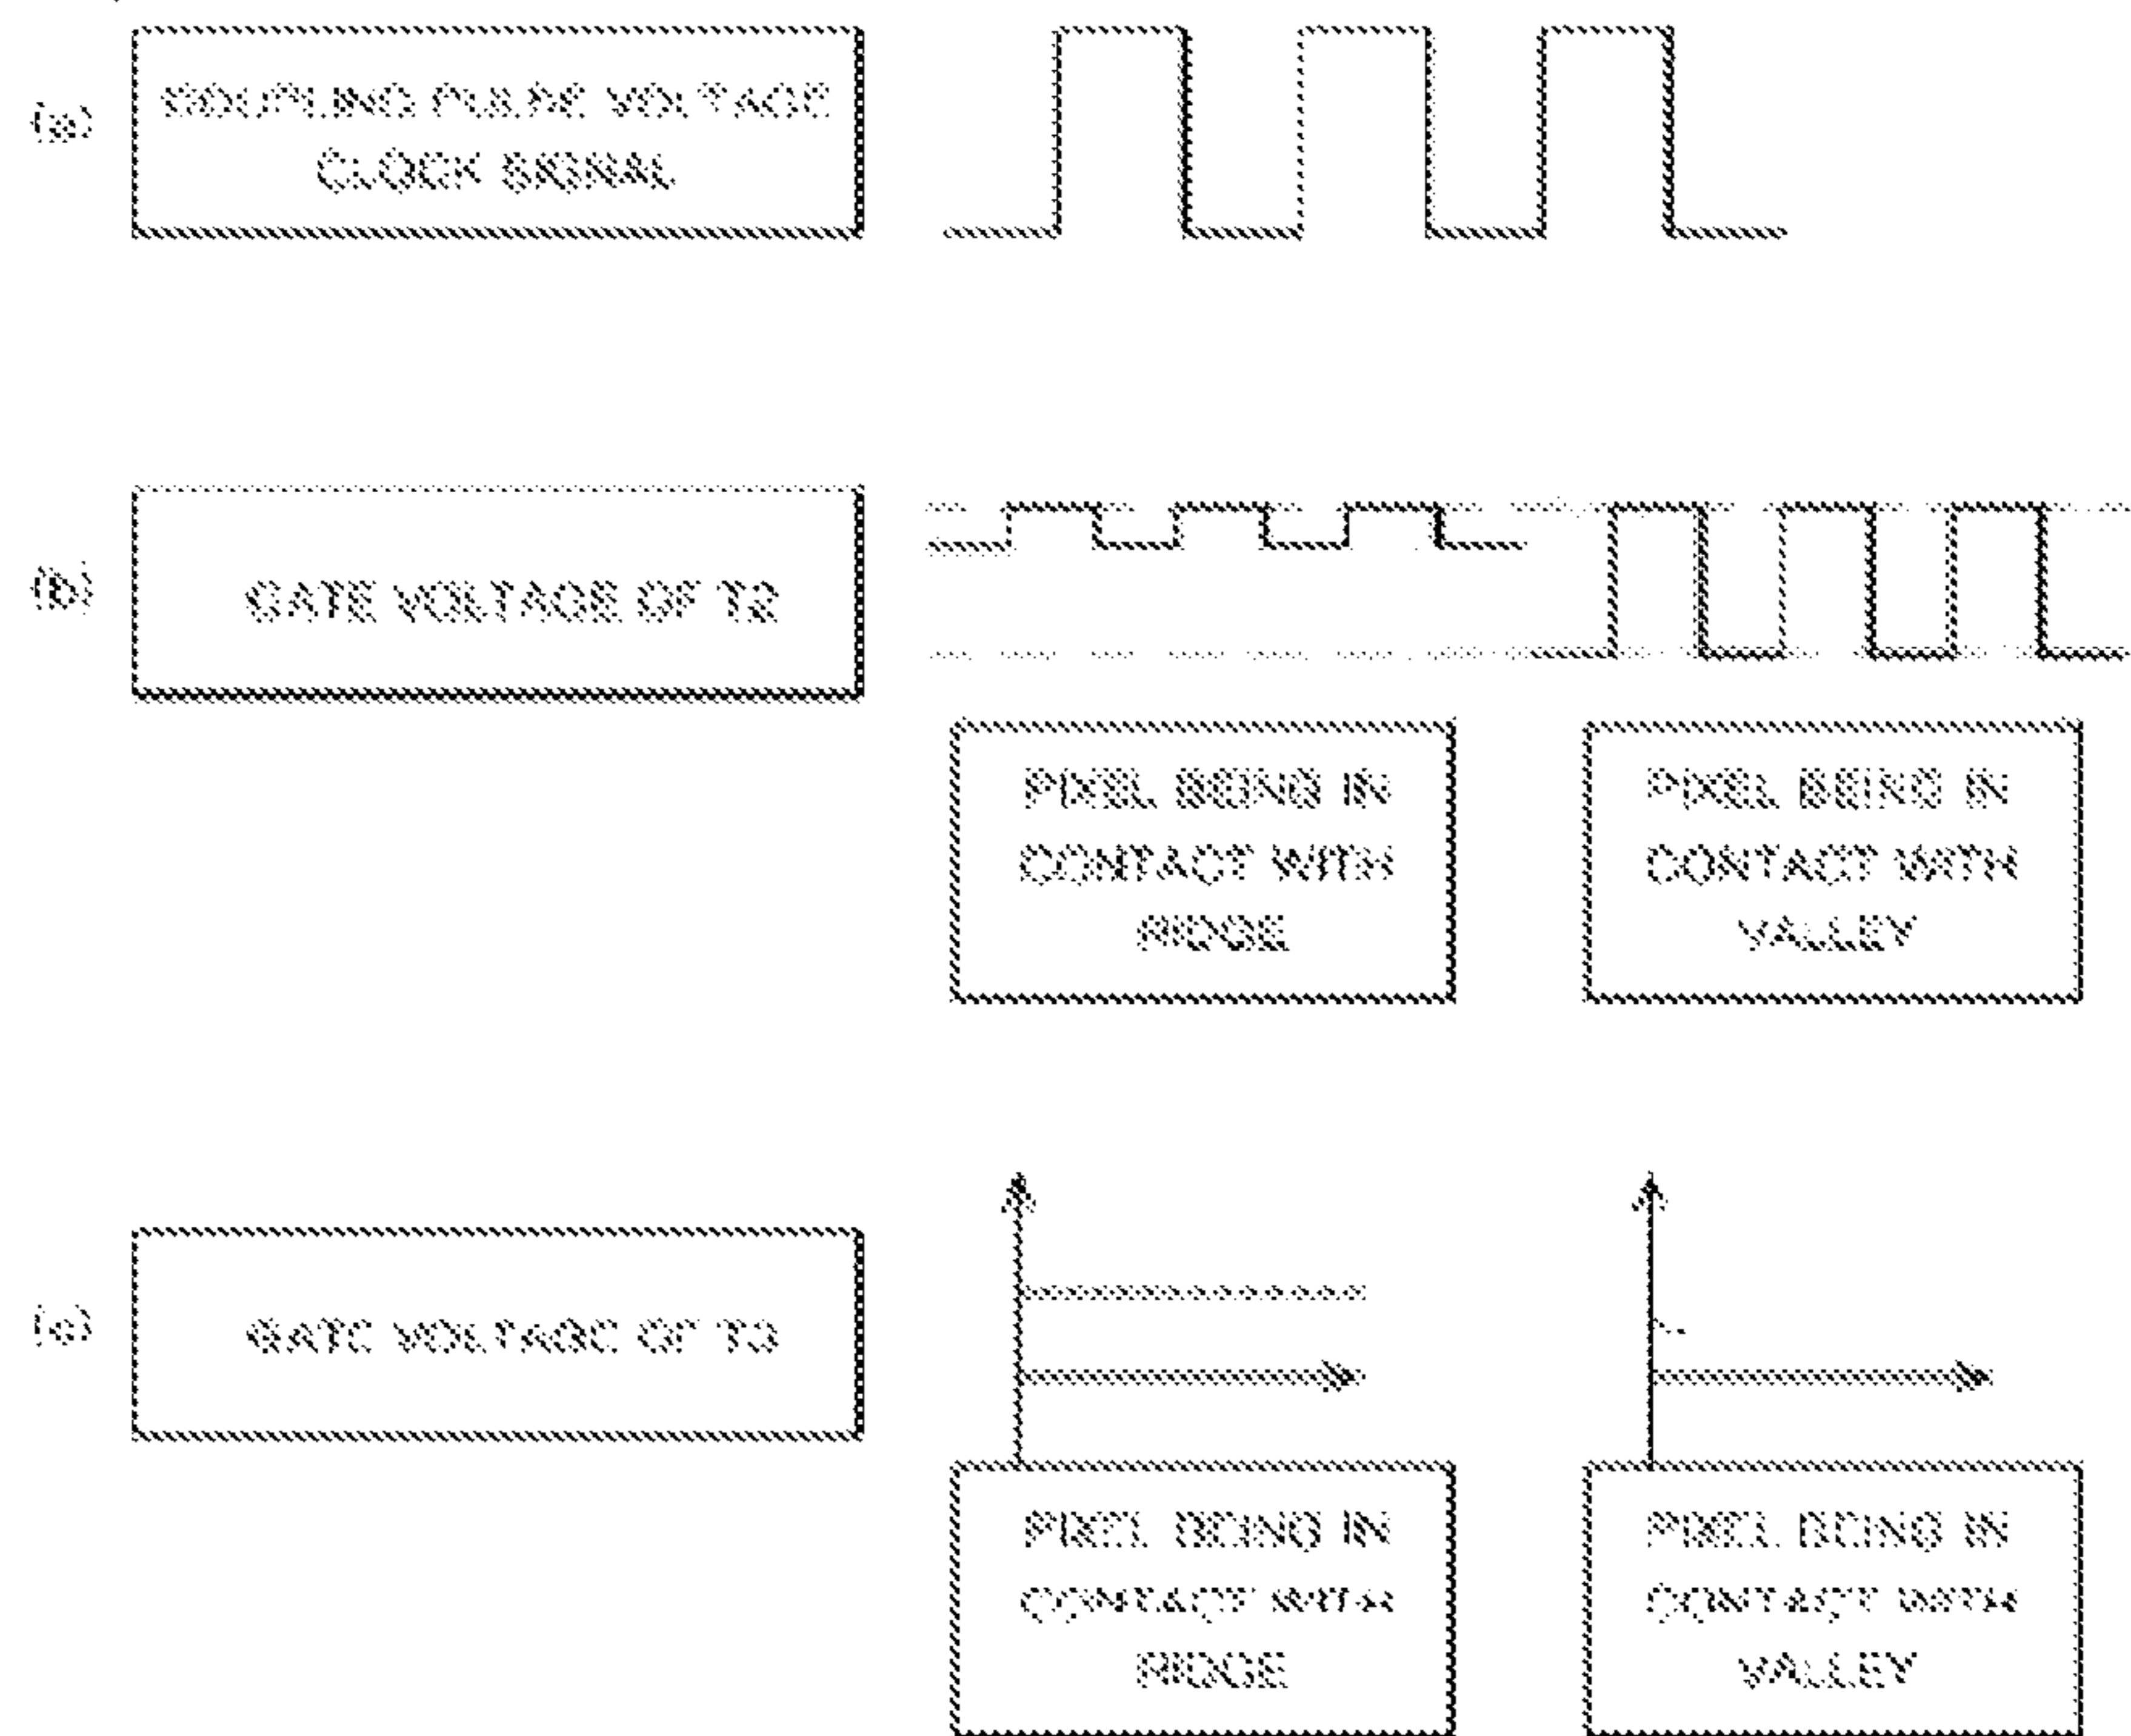 (a)
COUPLING PULSE VOLTAGE
CLOCK SIGNAL
(b)
GATE VOLTAGE OF T2
PIXEL BEING IN
CONTACT WITH
RIDGE
PIXEL BEING IN
CONTACT WITH
VALLEY
(c)
GATE VOLTAGE OF T3
PIXEL BEING IN
CONTACT WITH
RIDGE
PIXEL BEING IN
CONTACT WITH
VALLEY